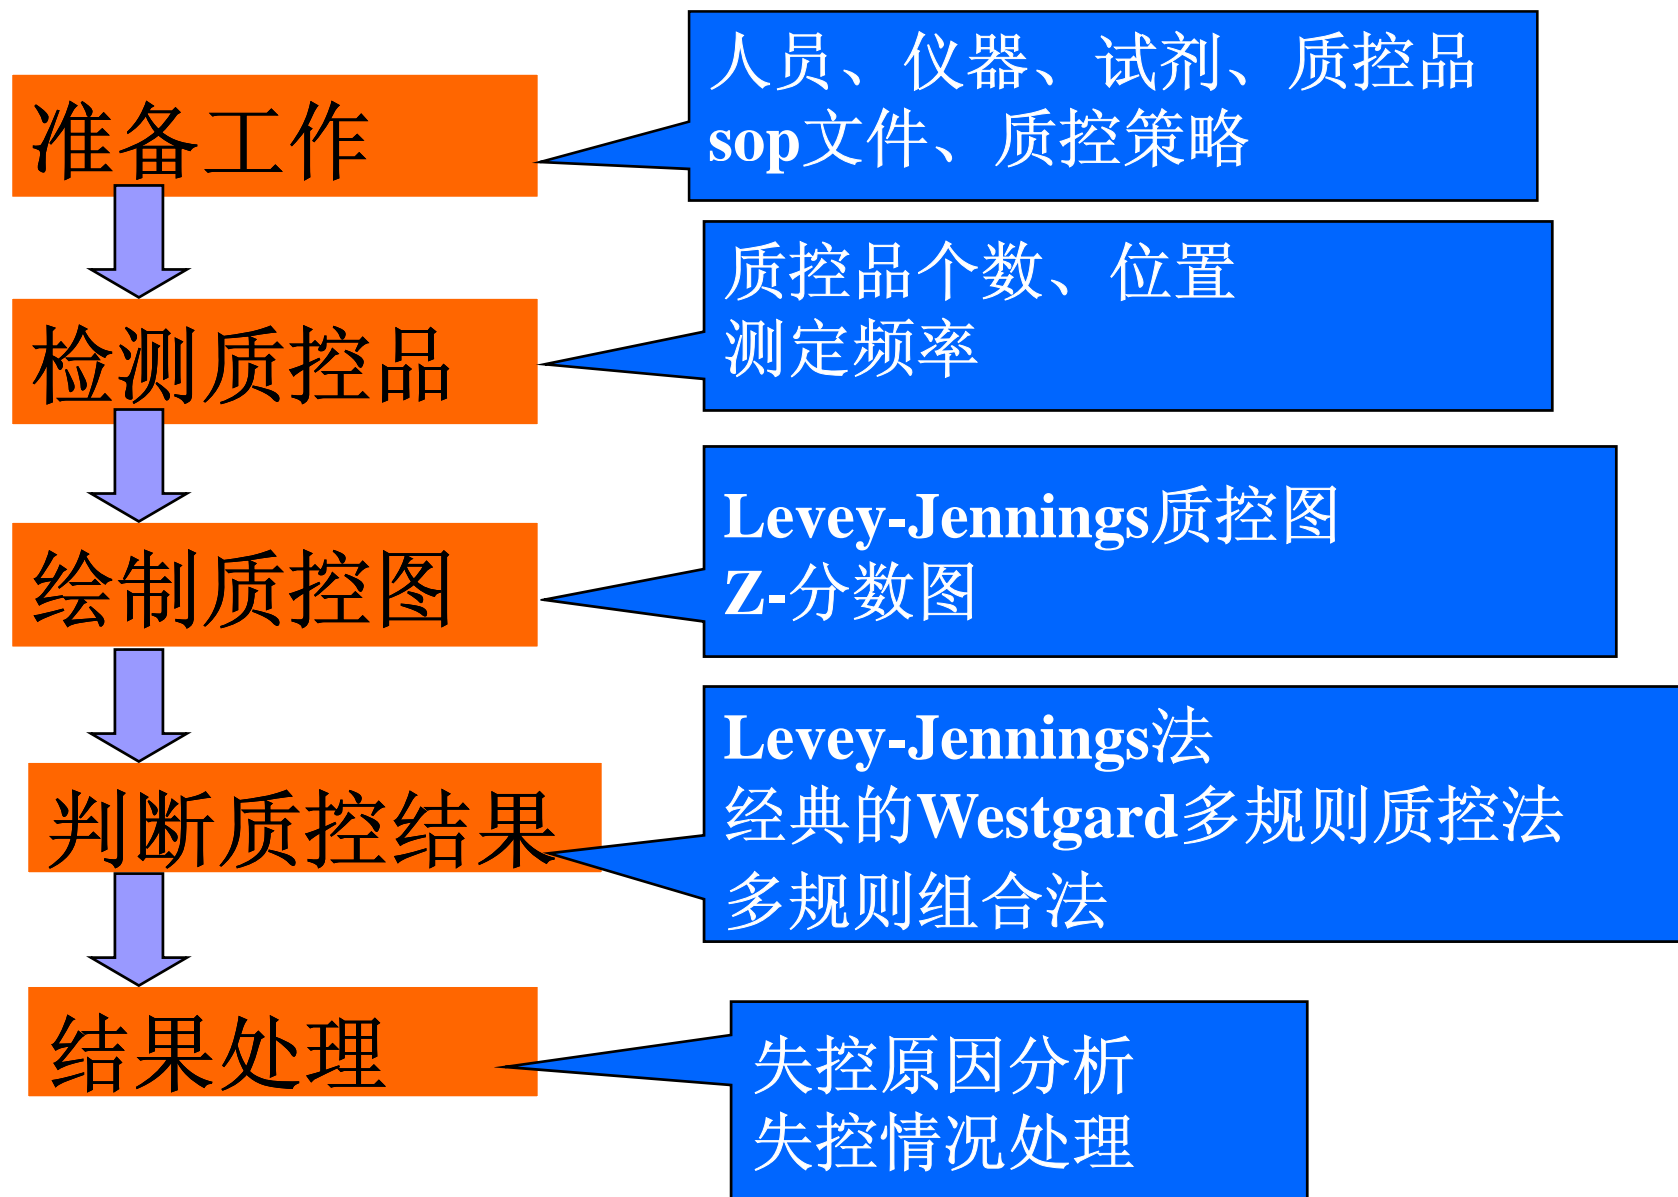 准备工作
人员、仪器、试剂、质控品
sop文件、质控策略
检测质控品
质控品个数、位置
测定频率
绘制质控图
Levey-Jennings质控图
Z-分数图
判断质控结果
Levey-Jennings法
经典的Westgard多规则质控法
多规则组合法
结果处理
失控原因分析
失控情况处理